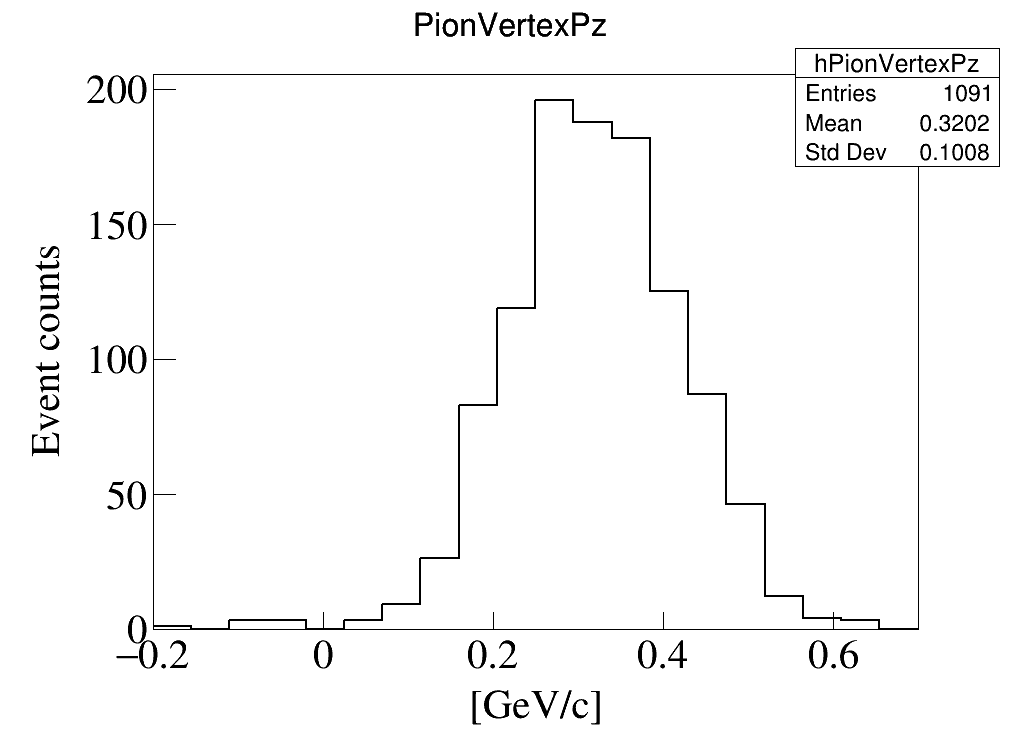 PionVertexPz
hPionVertexPz
Entries 1091
Mean 0.3202
Std Dev 0.1008
200
150
100
50
0
Event counts
−0.2 0 0.2 0.4 0.6
[GeV/c]